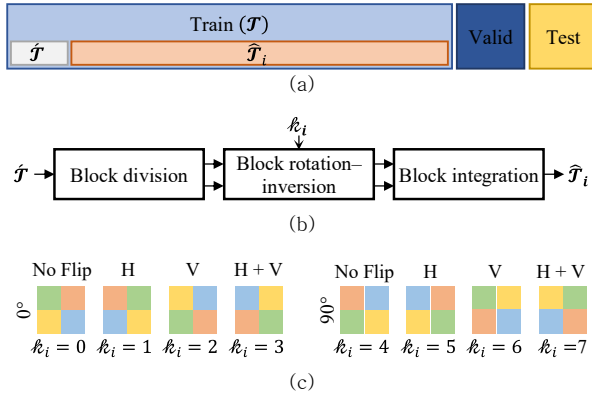 Train (𝓣) Valid Test
𝓣́ 𝓣̂ᵢ
(a)
𝓀ᵢ
𝓣́ Block division Block rotation– Block integration 𝓣̂ᵢ
inversion
(b)
No Flip H V H + V No Flip H V H + V
0° 90°
𝓀ᵢ = 0 𝓀ᵢ = 1 𝓀ᵢ = 2 𝓀ᵢ = 3 𝓀ᵢ = 4 𝓀ᵢ = 5 𝓀ᵢ = 6 𝓀ᵢ =7
(c)